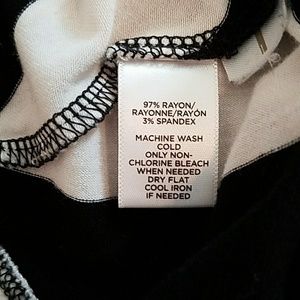 97% RAYON/
RAYONNE/RAYÓN
3% SPANDEX
MACHINE WASH
COLD
ONLY NON-
CHLORINE BLEACH
WHEN NEEDED
DRY FLAT
COOL IRON
IF NEEDED